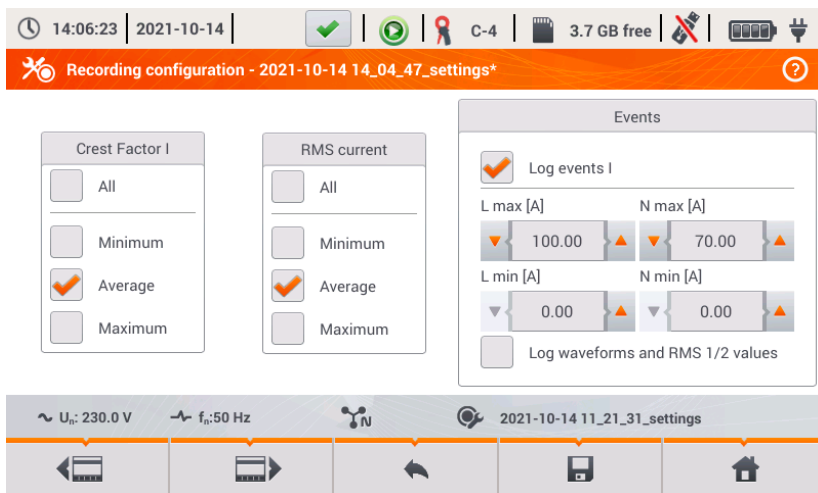 14:06:23 2021-10-14 C-4 3.7 GB free
Recording configuration - 2021-10-14 14_04_47_settings* ?
Crest Factor I
All
Minimum
Average
Maximum
RMS current
All
Minimum
Average
Maximum
Events
Log events I
L max [A] N max [A]
100.00 70.00
L min [A] N min [A]
0.00 0.00
Log waveforms and RMS 1/2 values
Un: 230.0 V fn:50 Hz N 2021-10-14 11_21_31_settings